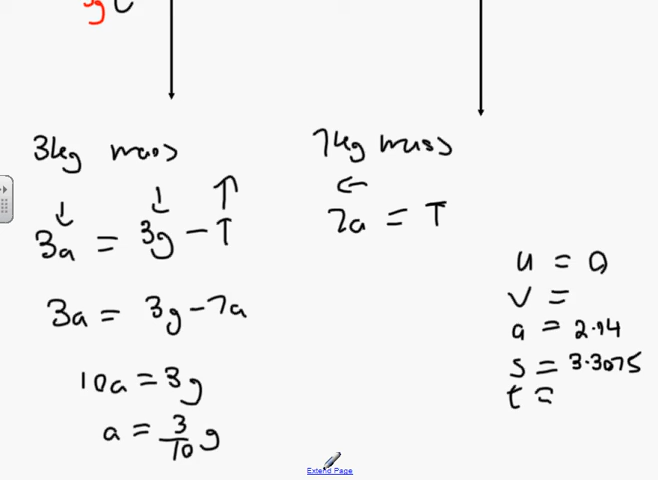 g
3kg mass
3a = 3g - T
3a = 3g - 7a
10a = 3g
a = 3/10 g
7kg mass
7a = T
u = 0
v =
a = 2.94
s = 3.3075
t =
Extend Page